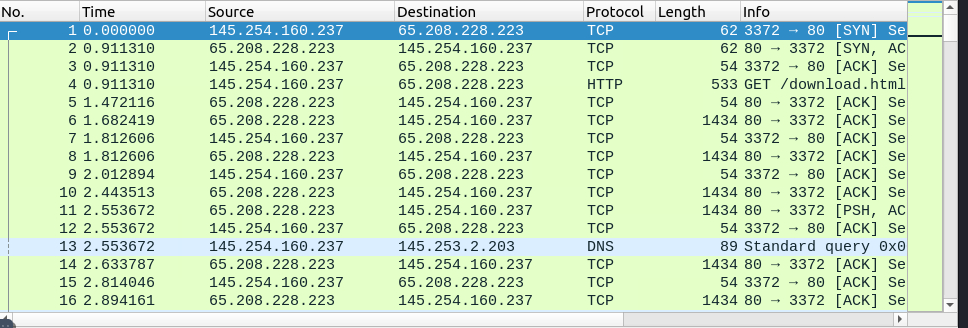 No. Time Source Destination Protocol Length Info
1 0.000000 145.254.160.237 65.208.228.223 TCP 62 3372 → 80 [SYN] Se
2 0.911310 65.208.228.223 145.254.160.237 TCP 62 80 → 3372 [SYN, AC
3 0.911310 145.254.160.237 65.208.228.223 TCP 54 3372 → 80 [ACK] Se
4 0.911310 145.254.160.237 65.208.228.223 HTTP 533 GET /download.html
5 1.472116 65.208.228.223 145.254.160.237 TCP 54 80 → 3372 [ACK] Se
6 1.682419 65.208.228.223 145.254.160.237 TCP 1434 80 → 3372 [ACK] Se
7 1.812606 145.254.160.237 65.208.228.223 TCP 54 3372 → 80 [ACK] Se
8 1.812606 65.208.228.223 145.254.160.237 TCP 1434 80 → 3372 [ACK] Se
9 2.012894 145.254.160.237 65.208.228.223 TCP 54 3372 → 80 [ACK] Se
10 2.443513 65.208.228.223 145.254.160.237 TCP 1434 80 → 3372 [ACK] Se
11 2.553672 65.208.228.223 145.254.160.237 TCP 1434 80 → 3372 [PSH, AC
12 2.553672 145.254.160.237 65.208.228.223 TCP 54 3372 → 80 [ACK] Se
13 2.553672 145.254.160.237 145.253.2.203 DNS 89 Standard query 0x0
14 2.633787 65.208.228.223 145.254.160.237 TCP 1434 80 → 3372 [ACK] Se
15 2.814046 145.254.160.237 65.208.228.223 TCP 54 3372 → 80 [ACK] Se
16 2.894161 65.208.228.223 145.254.160.237 TCP 1434 80 → 3372 [ACK] Se